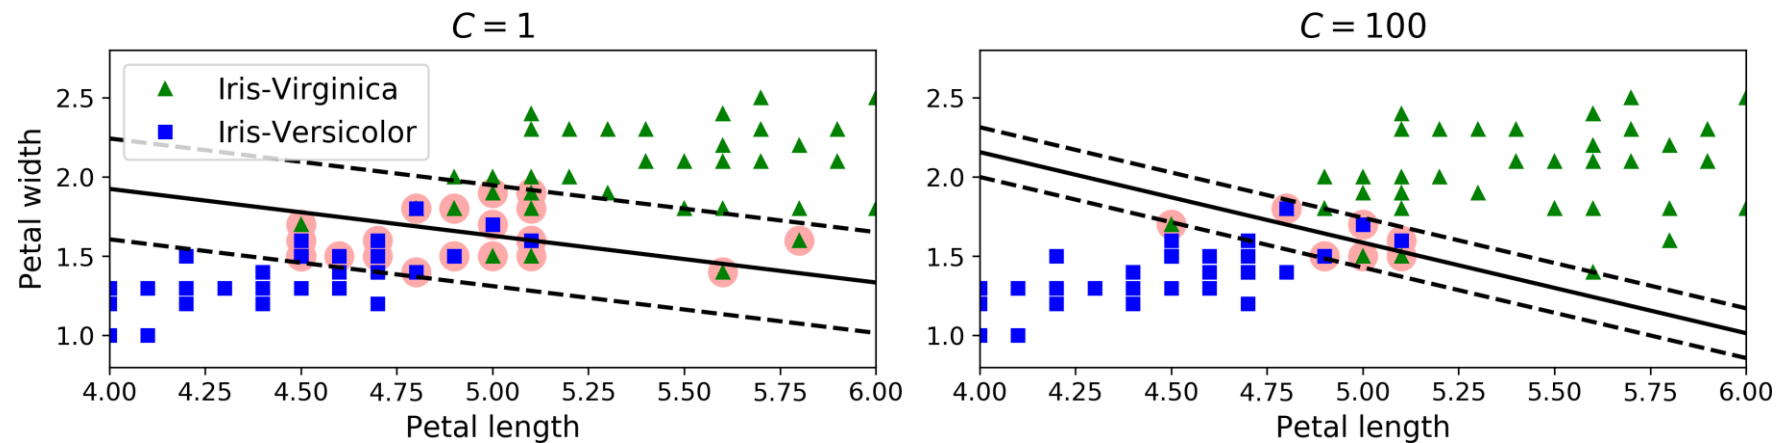 C = 1
Petal width
2.5
2.0
1.5
1.0
Iris-Virginica
Iris-Versicolor
4.00 4.25 4.50 4.75 5.00 5.25 5.50 5.75 6.00
Petal length
C = 100
2.5
2.0
1.5
1.0
4.00 4.25 4.50 4.75 5.00 5.25 5.50 5.75 6.00
Petal length